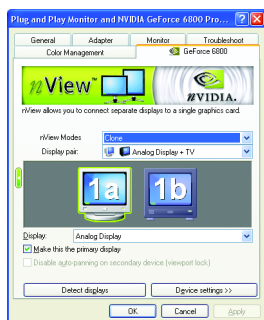 Plug and Play Monitor and NVIDIA GeForce 6800 Pro...
General Adapter Monitor Troubleshoot
Color Management GeForce 6800
nView™
nVIDIA.
nView allows you to connect separate displays to a single graphics card.
nView Modes Clone
Display pair: Analog Display + TV
1a 1b
Display: Analog Display
Make this the primary display
Disable auto-panning on secondary device (viewport lock)
Detect displays Device settings >>
OK Cancel Apply